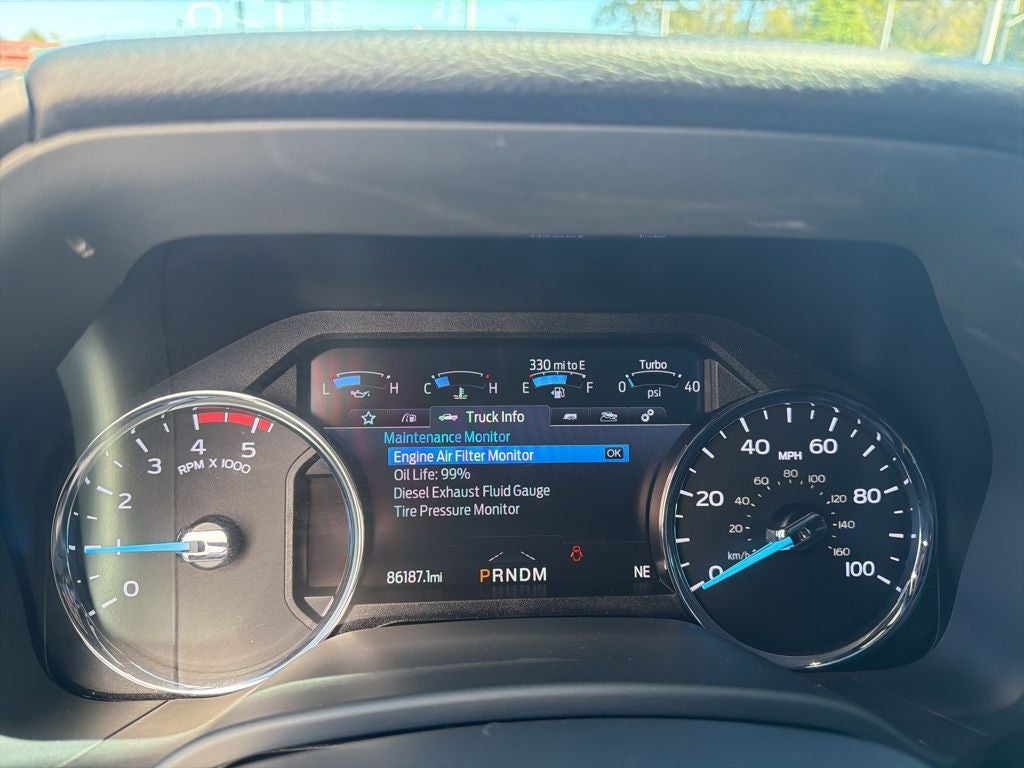 330 mi to E
Turbo
L H
C H
E F
0 40
psi
Truck Info
Maintenance Monitor
Engine Air Filter Monitor OK
Oil Life: 99%
Diesel Exhaust Fluid Gauge
Tire Pressure Monitor
86187.1mi
PRNDM
NE
0
2
3
4
5
RPM X 1000
0
20
40
60
80
100
MPH
20
40
60
80
100
120
140
160
km/h